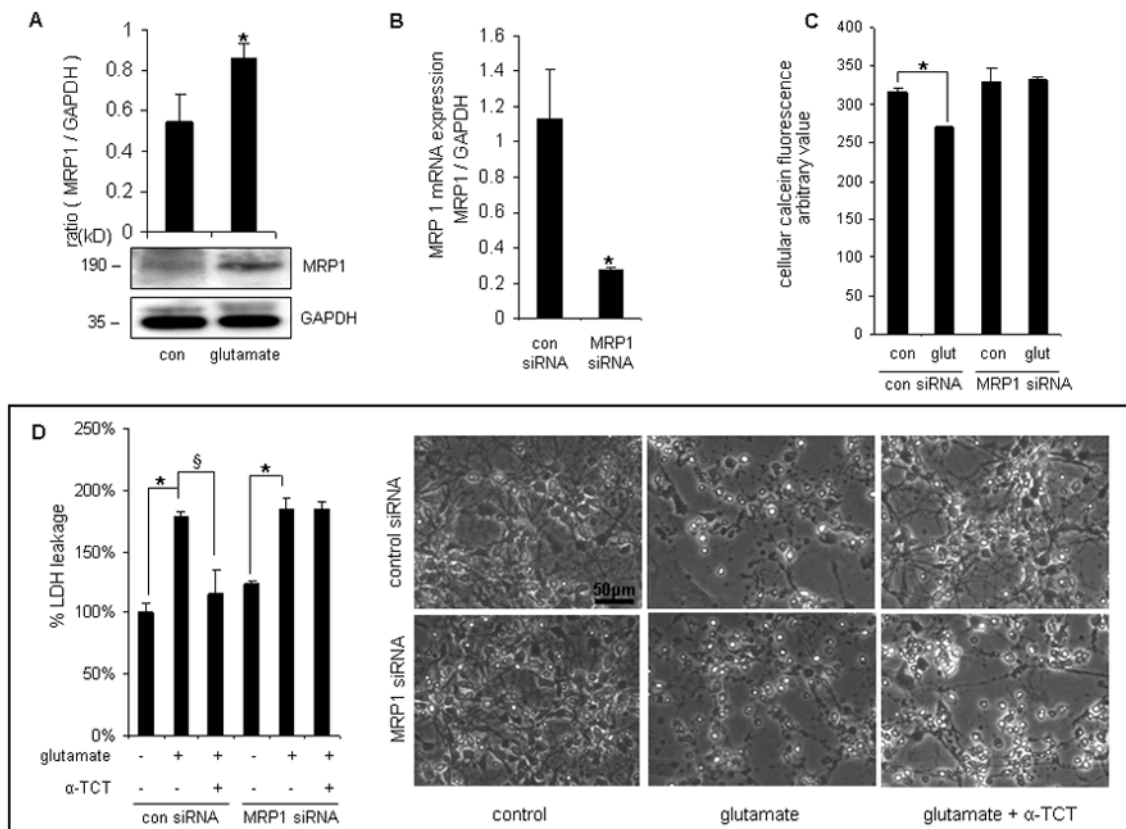 A
ratio ( MRP1 / GAPDH)
1
0.8
0.6
0.4
0.2
0
*
(kD)
190 –
MRP1
35 –
GAPDH
con glutamate
B
MRP 1 mRNA expression
MRP1 / GAPDH
1.6
1.4
1.2
1
0.8
0.6
0.4
0.2
0
*
con siRNA
MRP1 siRNA
C
cellular calcein fluorescence
arbitrary value
400
350
300
250
200
150
100
50
0
*
con glut con glut
con siRNA MRP1 siRNA
D
% LDH leakage
250%
200%
150%
100%
50%
0%
* § *
glutamate - + + - + +
α-TCT - - + - - +
con siRNA MRP1 siRNA
control siRNA
MRP1 siRNA
50µm
control glutamate glutamate + α-TCT